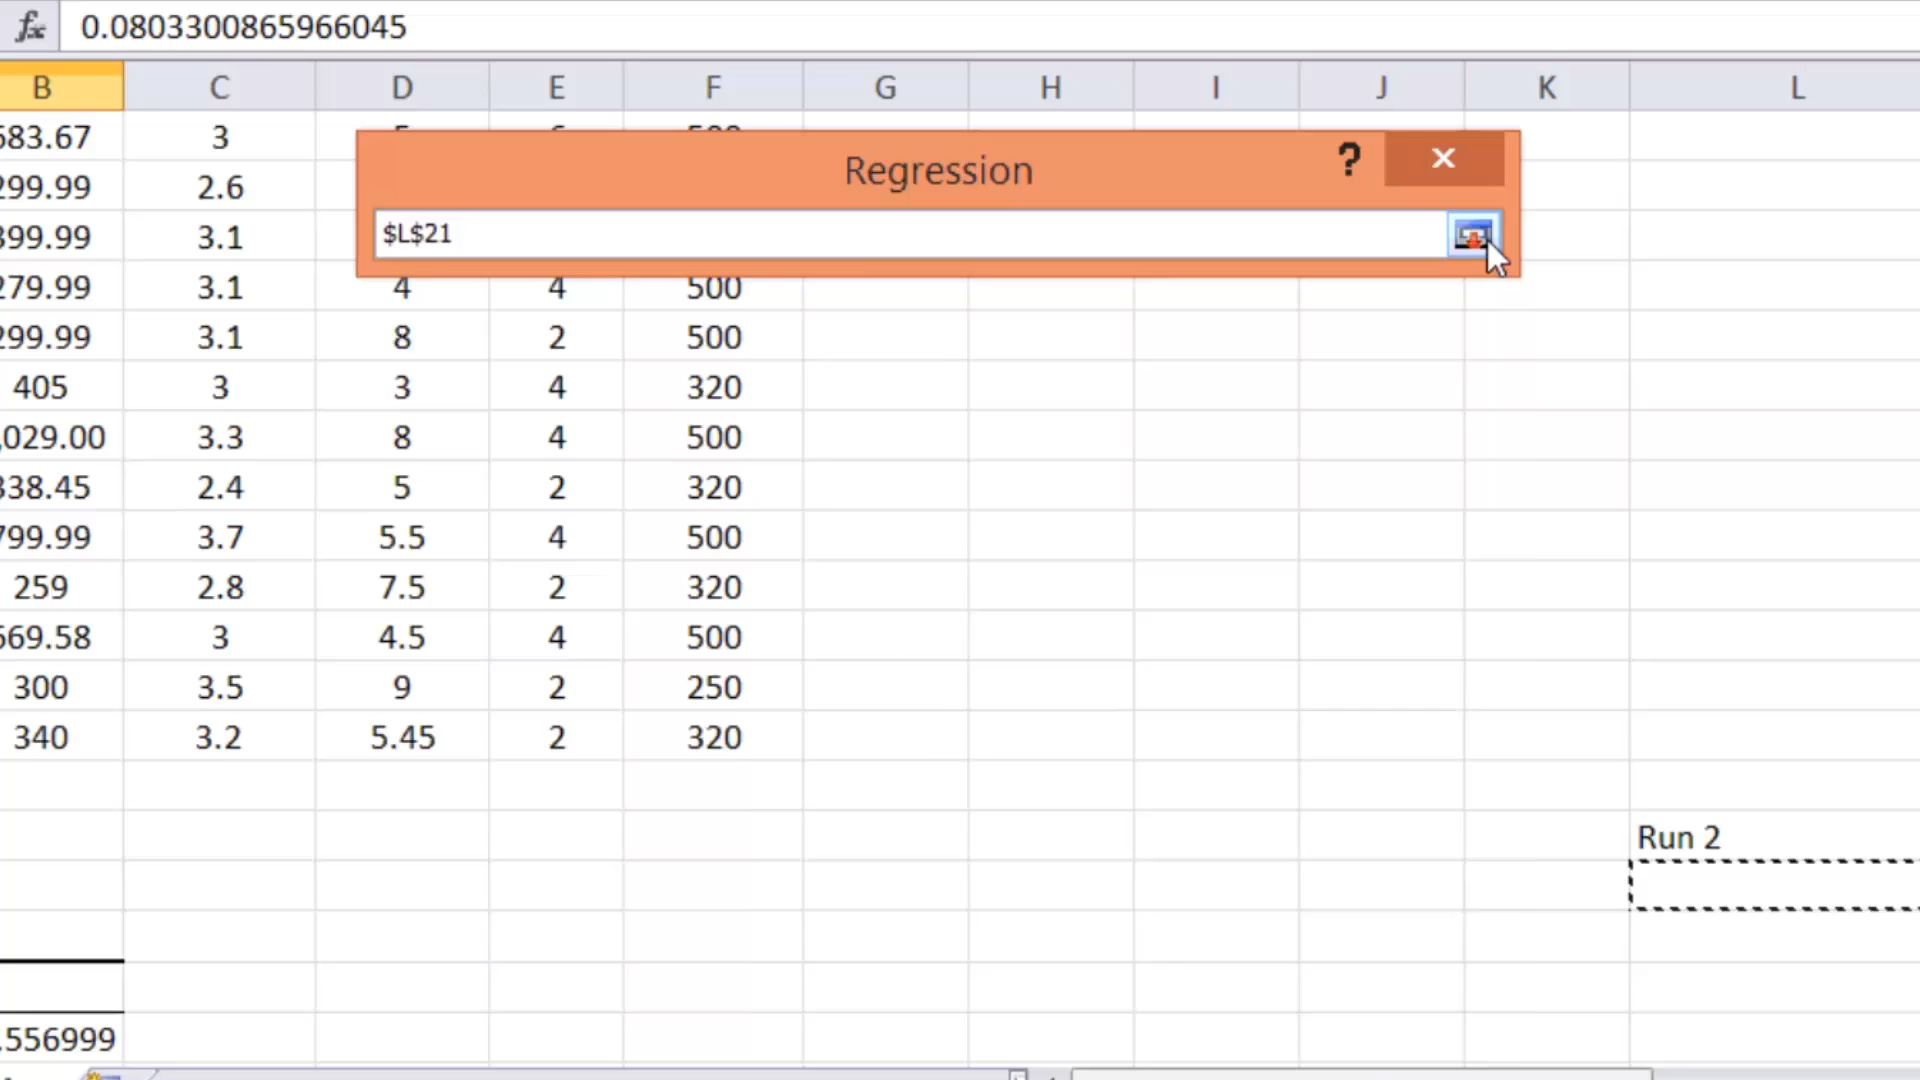 fx 0.0803300865966045
B C D E F G H I J K L
683.67 3 5 6 500
299.99 2.6
399.99 3.1
279.99 3.1 4 4 500
299.99 3.1 8 2 500
405 3 3 4 320
,029.00 3.3 8 4 500
338.45 2.4 5 2 320
799.99 3.7 5.5 4 500
259 2.8 7.5 2 320
669.58 3 4.5 4 500
300 3.5 9 2 250
340 3.2 5.45 2 320
Regression ?
$L$21
Run 2
.556999